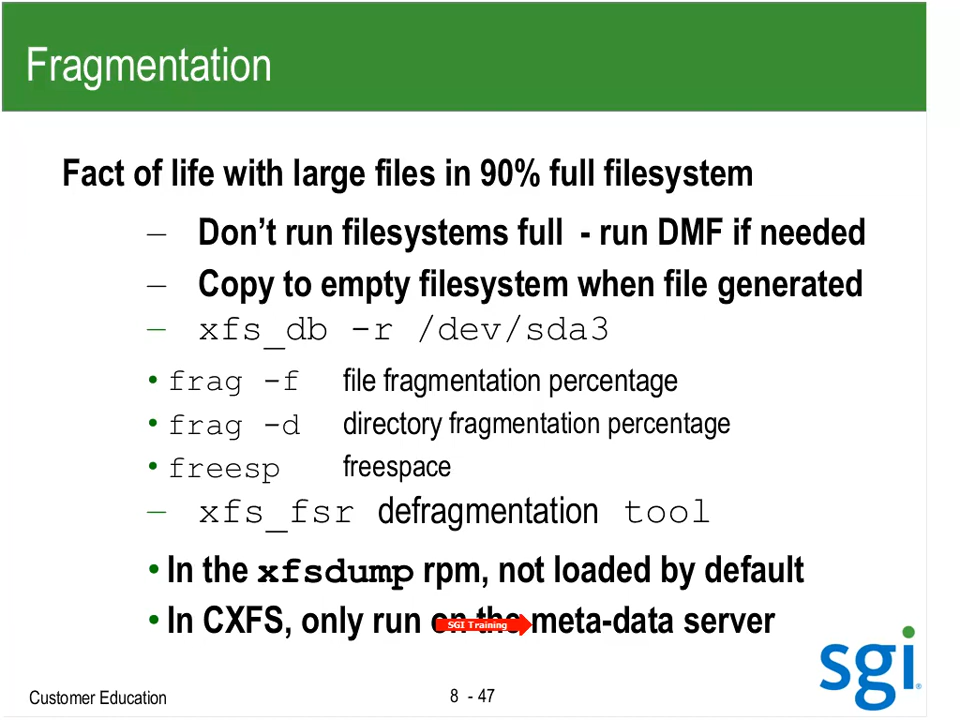 Fragmentation
Fact of life with large files in 90% full filesystem
– Don’t run filesystems full - run DMF if needed
– Copy to empty filesystem when file generated
– xfs_db -r /dev/sda3
• frag -f file fragmentation percentage
• frag -d directory fragmentation percentage
• freesp freespace
– xfs_fsr defragmentation tool
• In the xfsdump rpm, not loaded by default
• In CXFS, only run on the meta-data server
SGI Training
sgi®
Customer Education
8 - 47